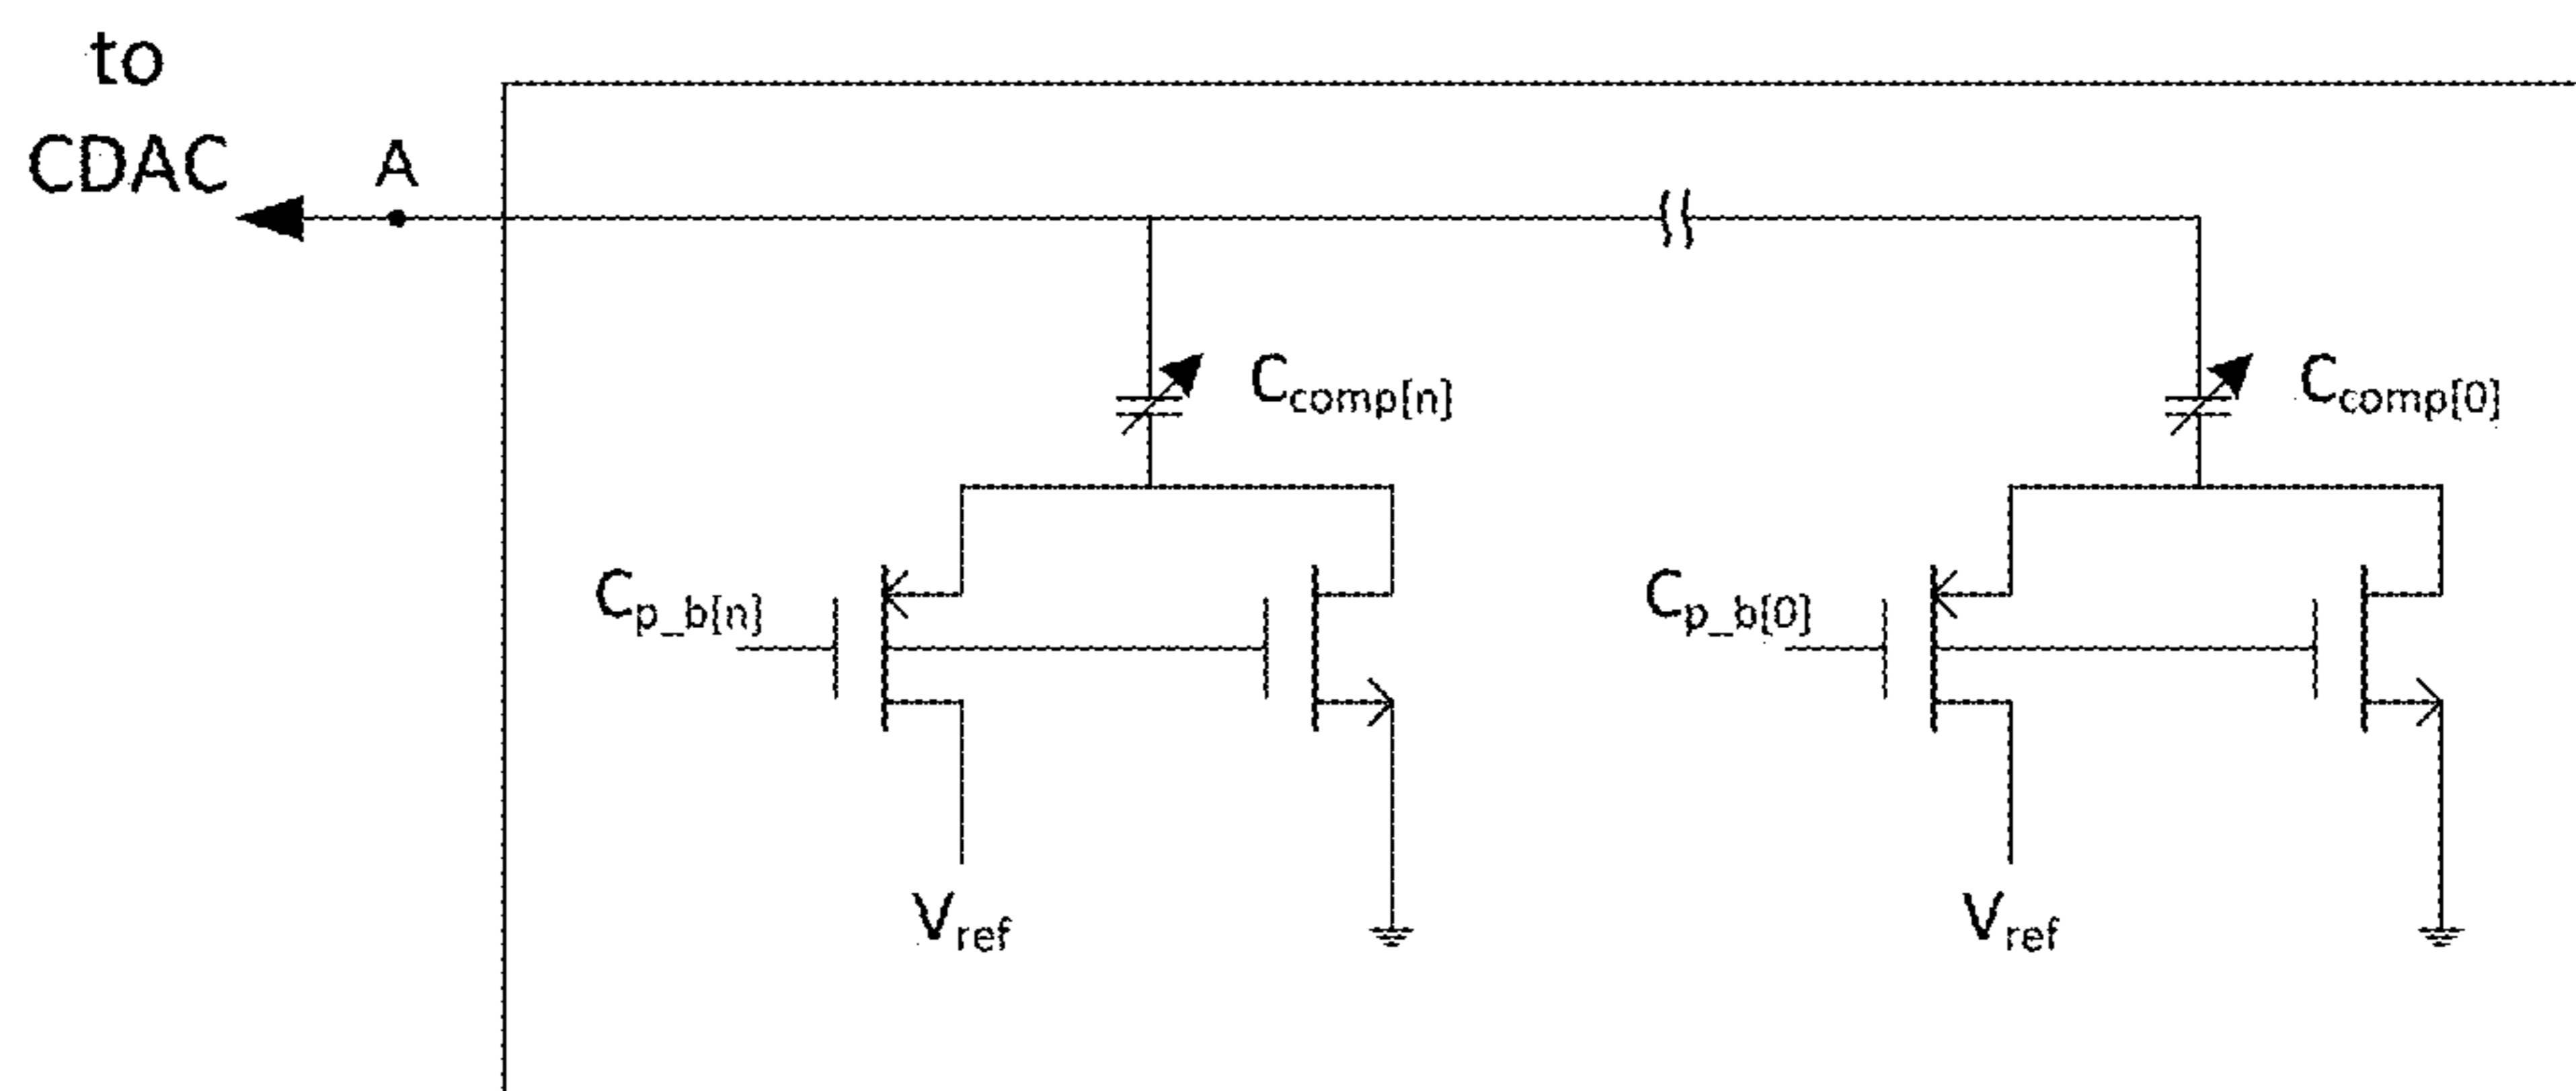 to
CDAC
A
Ccomp[n]
Ccomp[0]
Cp_b[n]
Cp_b[0]
Vref
Vref